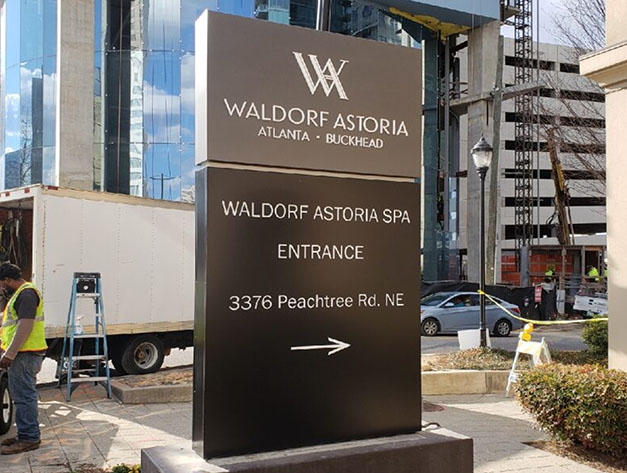 WA
WALDORF ASTORIA
ATLANTA · BUCKHEAD
WALDORF ASTORIA SPA
ENTRANCE
3376 Peachtree Rd. NE